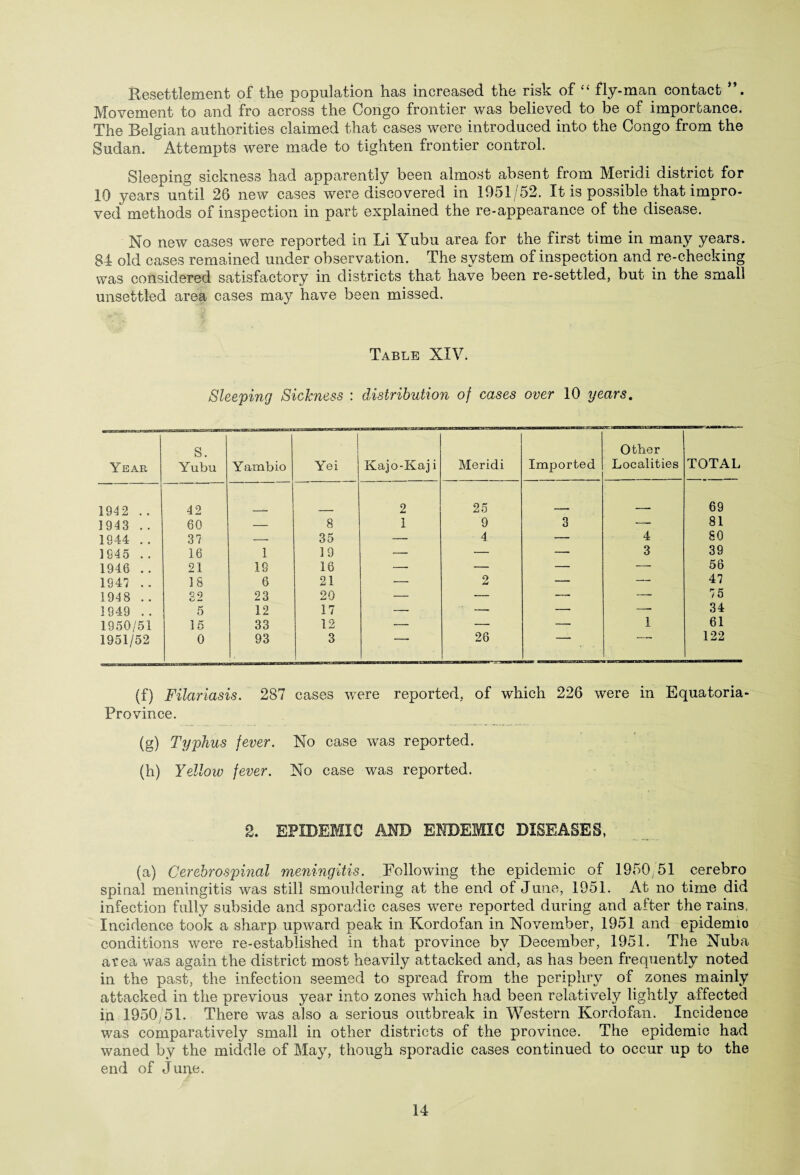 Resettlement of the population has increased the risk of “ fly-man contact ”.
Movement to and fro across the Congo frontier was believed to be of importance.
The Belgian authorities claimed that cases were introduced into the Congo from the
Sudan. Attempts were made to tighten frontier control.
Sleeping sickness had apparently been almost absent from Meridi district for
10 years until 26 new cases were discovered in 1951/52. It is possible that impro-
ved methods of inspection in part explained the re-appearance of the disease.
No new cases were reported in Li Yubu area for the first time in many years.
84 old cases remained under observation. The system of inspection and re-checking
was considered satisfactory in districts that have been re-settled, but in the small
unsettled area cases may have been missed.
Table XIV.
Sleeping Sickness : distribution of cases over 10 years.
Year | S. Yubu | Yambio | Yei | Kajo-Kaji | Meridi | Imported | Other Localities | TOTAL
1942 .. | 42 | — | — | 2 | 25 | — | — | 69
1943 .. | 60 | — | 8 | 1 | 9 | 3 | — | 81
1944 .. | 37 | — | 35 | — | 4 | — | 4 | 80
1945 .. | 16 | 1 | 19 | — | — | — | 3 | 39
1946 .. | 21 | 19 | 16 | — | — | — | — | 56
1947 .. | 18 | 6 | 21 | — | 2 | — | — | 47
1948 .. | 32 | 23 | 20 | — | — | — | — | 75
1949 .. | 5 | 12 | 17 | — | — | — | — | 34
1950/51 | 15 | 33 | 12 | — | — | — | 1 | 61
1951/52 | 0 | 93 | 3 | — | 26 | — | — | 122
(f) Filariasis. 287 cases were reported, of which 226 were in Equatoria-
Province.
(g) Typhus fever. No case was reported.
(h) Yellow fever. No case was reported.
2. EPIDEMIC AND ENDEMIC DISEASES,
(a) Cerebrospinal meningitis. Following the epidemic of 1950/51 cerebro
spinal meningitis was still smouldering at the end of June, 1951. At no time did
infection fully subside and sporadic cases were reported during and after the rains.
Incidence took a sharp upward peak in Kordofan in November, 1951 and epidemio
conditions were re-established in that province by December, 1951. The Nuba
area was again the district most heavily attacked and, as has been frequently noted
in the past, the infection seemed to spread from the periphry of zones mainly
attacked in the previous year into zones which had been relatively lightly affected
in 1950/51. There was also a serious outbreak in Western Kordofan. Incidence
was comparatively small in other districts of the province. The epidemic had
waned by the middle of May, though sporadic cases continued to occur up to the
end of June.
14